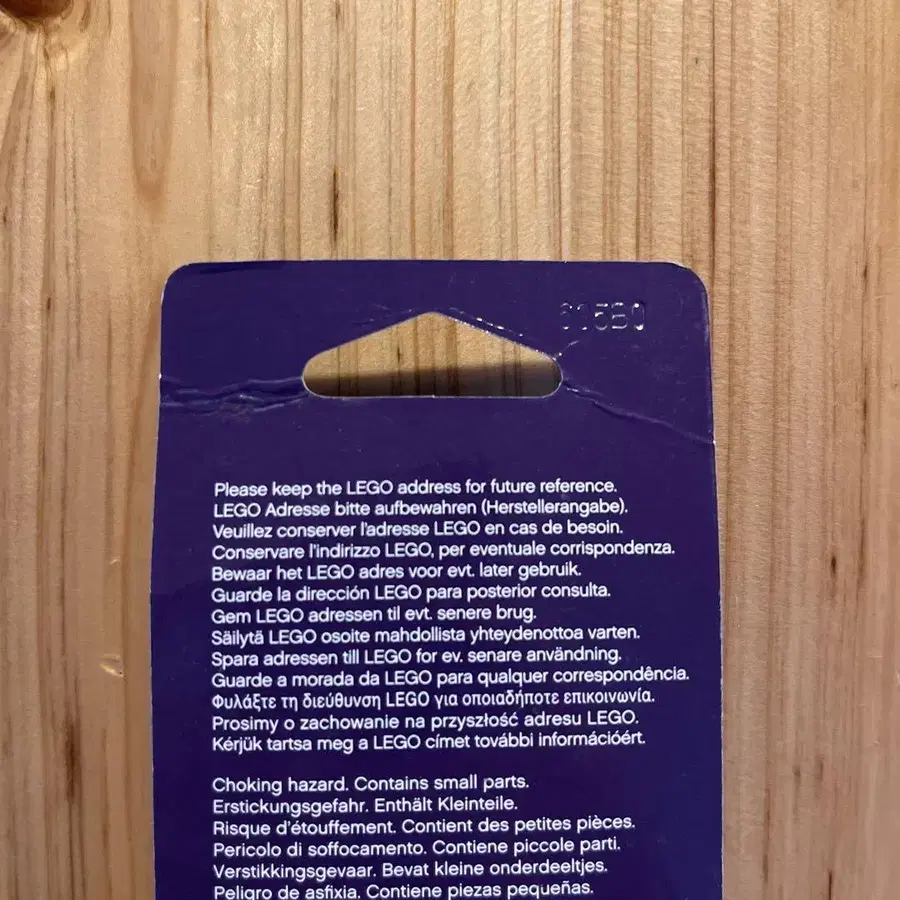 Please keep the LEGO address for future reference.
LEGO Adresse bitte aufbewahren (Herstellerangabe).
Veuillez conserver l'adresse LEGO en cas de besoin.
Conservare l'indirizzo LEGO, per eventuale corrispondenza.
Bewaar het LEGO adres voor evt. later gebruik.
Guarde la dirección LEGO para posterior consulta.
Gem LEGO adressen til evt. senere brug.
Säilytä LEGO osoite mahdollista yhteydenottoa varten.
Spara adressen till LEGO for ev. senare användning.
Guarde a morada da LEGO para qualquer correspondência.
Φυλάξτε τη διεύθυνση LEGO για οποιαδήποτε επικοινωνία.
Prosimy o zachowanie na przyszłość adresu LEGO.
Kérjük tartsa meg a LEGO címet további információért.
Choking hazard. Contains small parts.
Erstickungsgefahr. Enthält Kleinteile.
Risque d'étouffement. Contient des petites pièces.
Pericolo di soffocamento. Contiene piccole parti.
Verstikkingsgevaar. Bevat kleine onderdeeltjes.
Peligro de asfixia. Contiene piezas pequeñas.